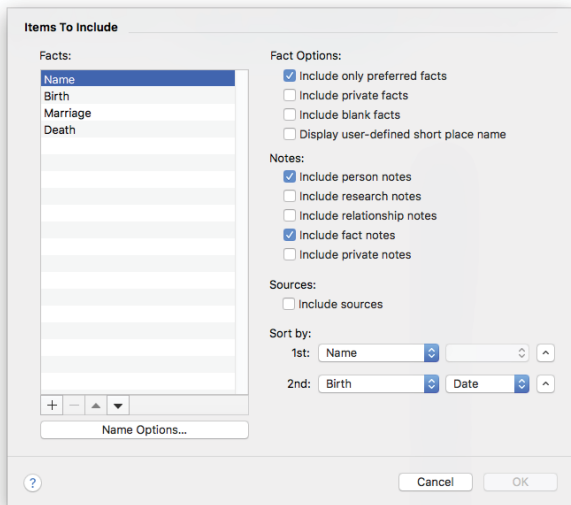 Items To Include
Facts:
Name
Birth
Marriage
Death
Name Options...
Fact Options:
Include only preferred facts
Include private facts
Include blank facts
Display user-defined short place name
Notes:
Include person notes
Include research notes
Include relationship notes
Include fact notes
Include private notes
Sources:
Include sources
Sort by:
1st: Name
2nd: Birth Date
? Cancel OK